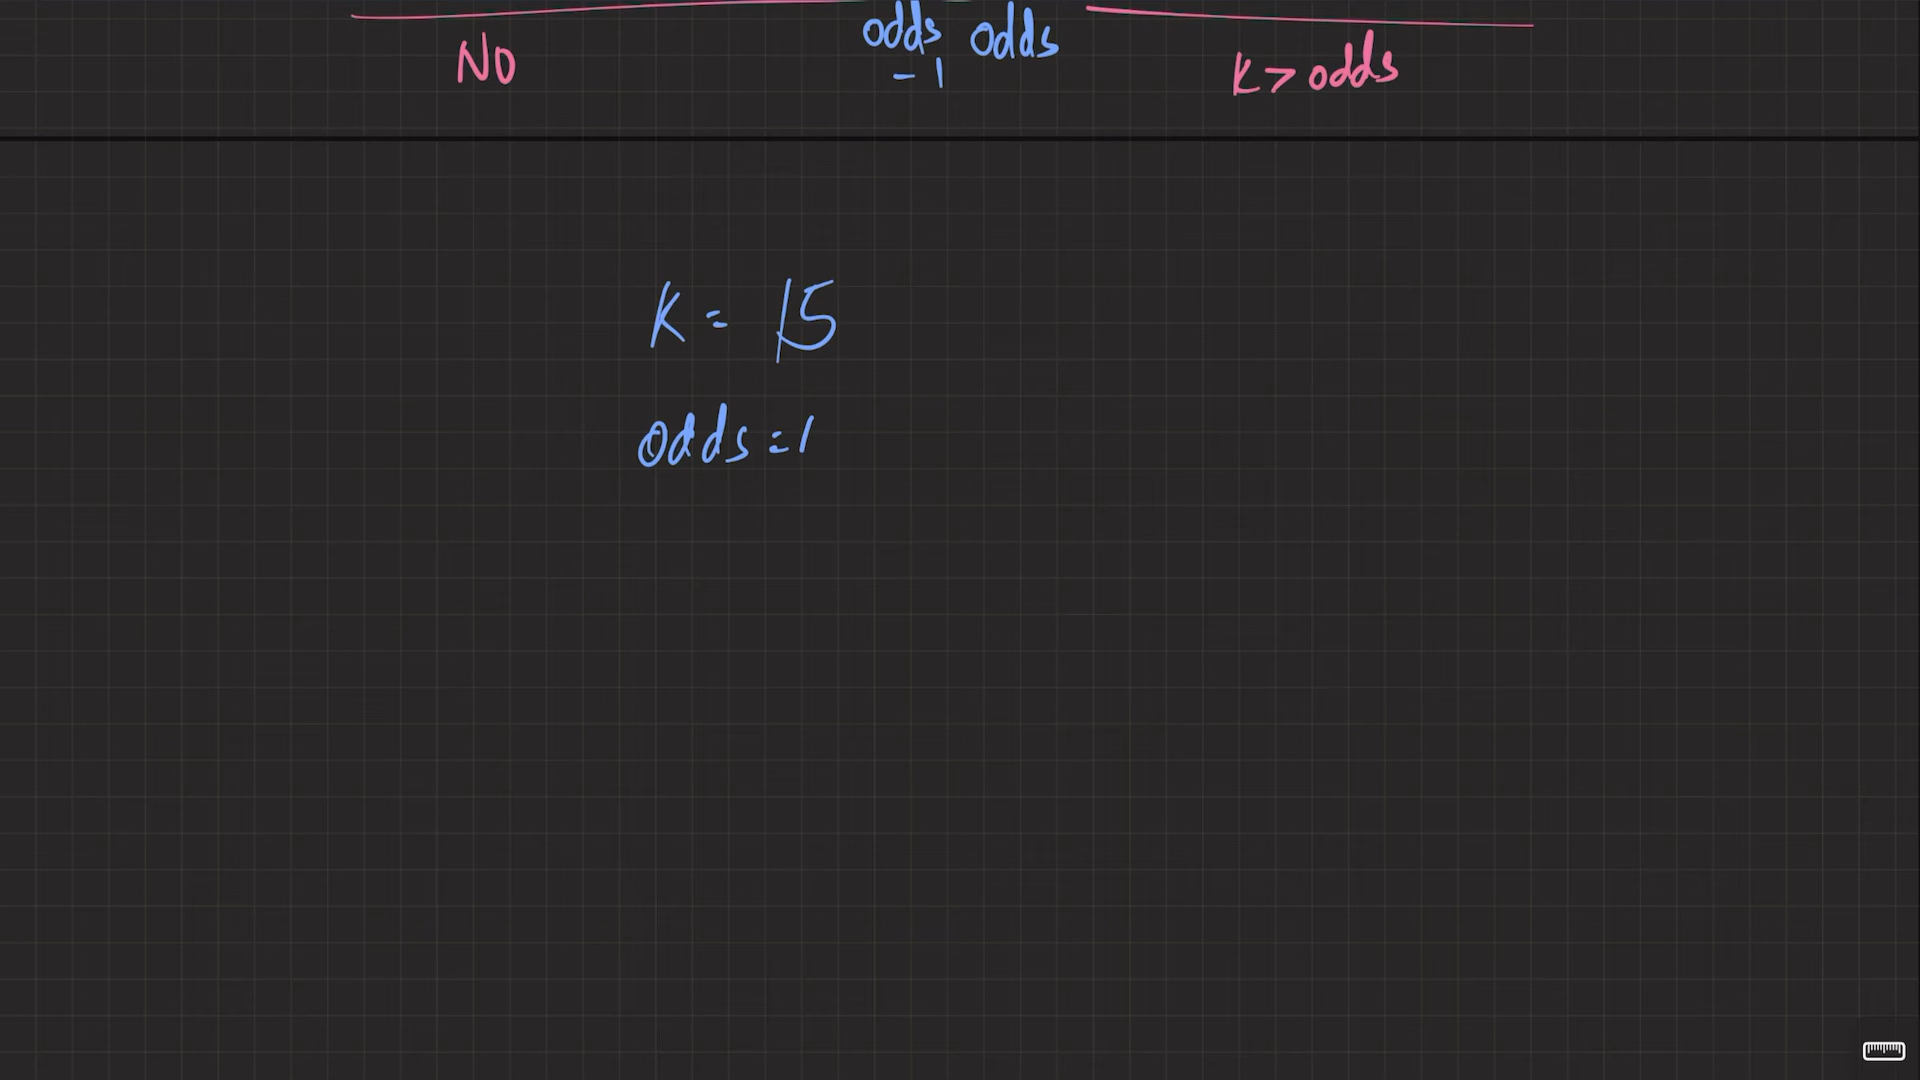 odds odds
- 1
No
K > odds
K = 15
odds = 1